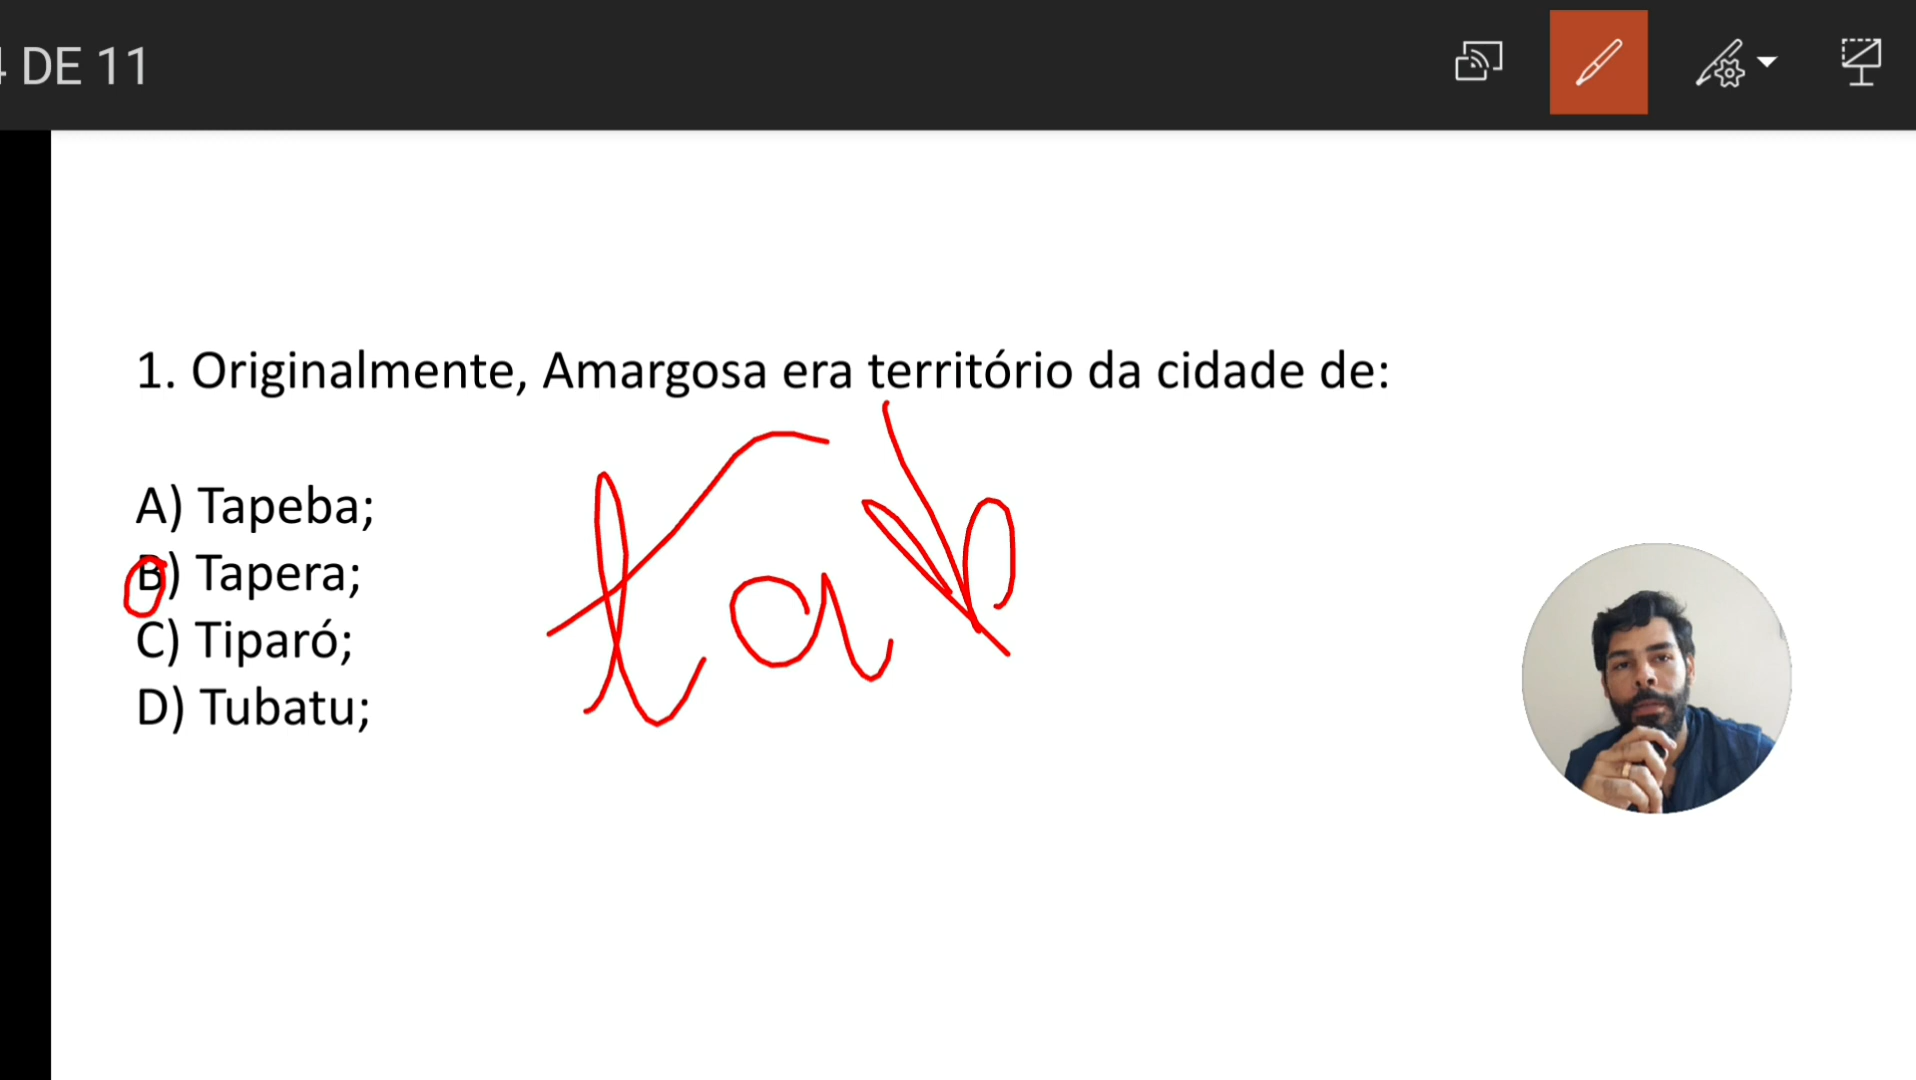 DE 11
1. Originalmente, Amargosa era território da cidade de:
A) Tapeba;
B) Tapera;
C) Tiparó;
D) Tubatu;